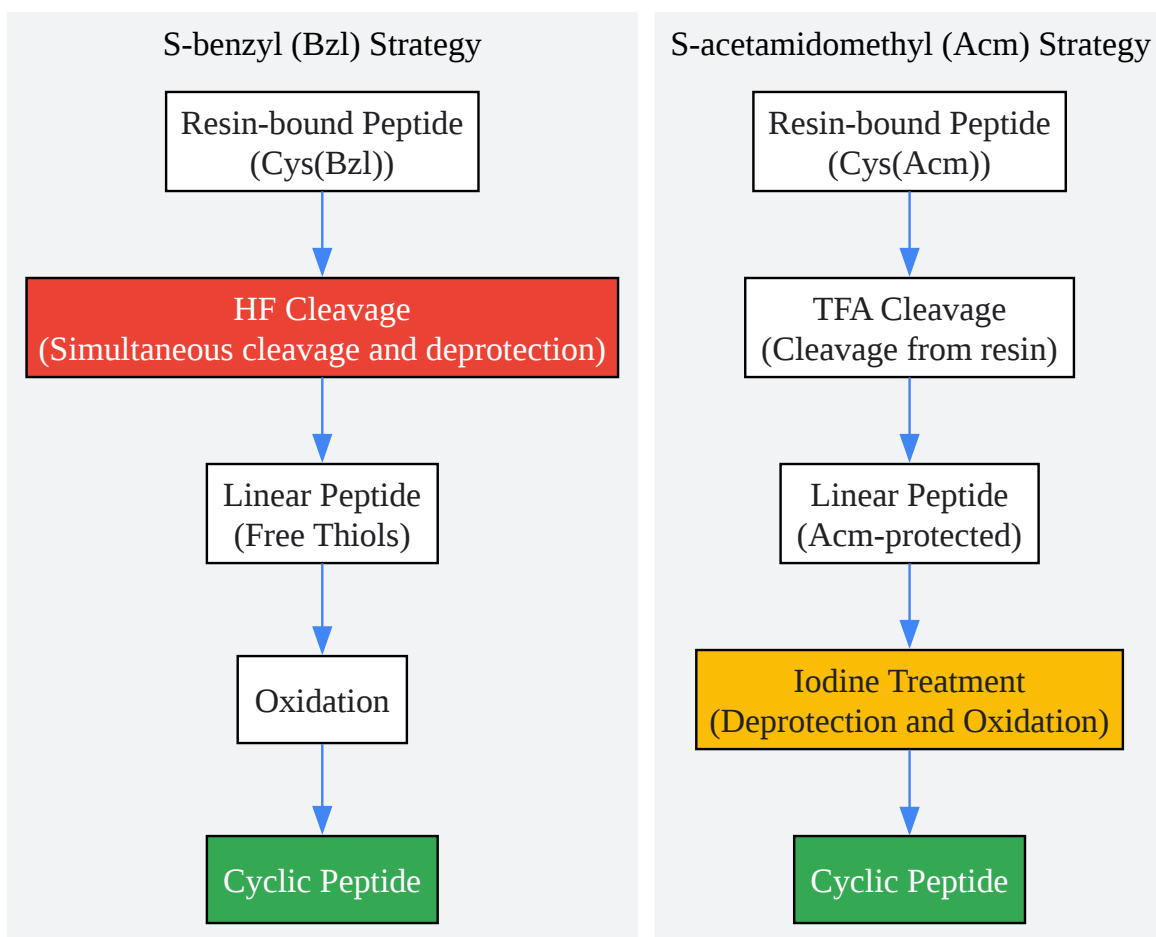 S-benzyl (Bzl) Strategy
Resin-bound Peptide
(Cys(Bzl))
HF Cleavage
(Simultaneous cleavage and deprotection)
Linear Peptide
(Free Thiols)
Oxidation
Cyclic Peptide
S-acetamidomethyl (Acm) Strategy
Resin-bound Peptide
(Cys(Acm))
TFA Cleavage
(Cleavage from resin)
Linear Peptide
(Acm-protected)
Iodine Treatment
(Deprotection and Oxidation)
Cyclic Peptide